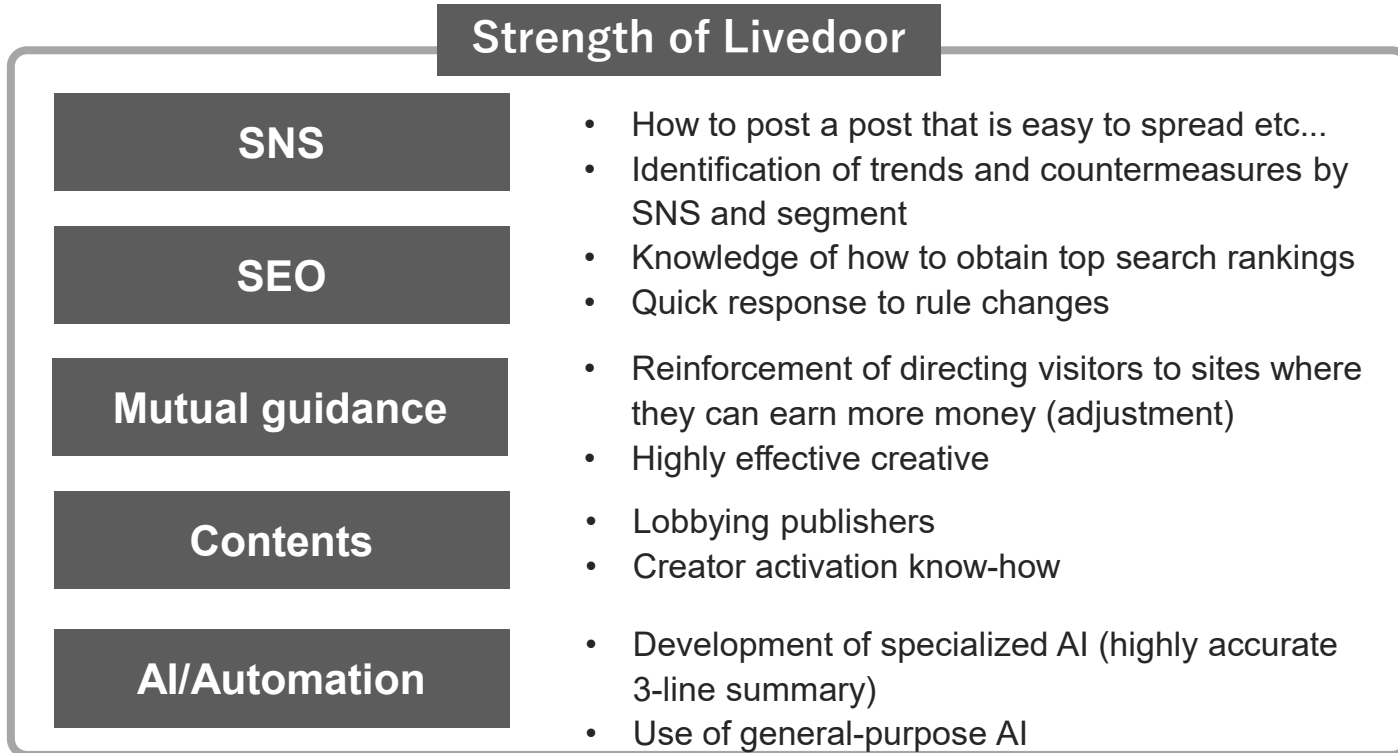 Strength of Livedoor
SNS
• How to post a post that is easy to spread etc...
• Identification of trends and countermeasures by
SNS and segment
SEO
• Knowledge of how to obtain top search rankings
• Quick response to rule changes
Mutual guidance
• Reinforcement of directing visitors to sites where
they can earn more money (adjustment)
• Highly effective creative
Contents
• Lobbying publishers
• Creator activation know-how
AI/Automation
• Development of specialized AI (highly accurate
3-line summary)
• Use of general-purpose AI